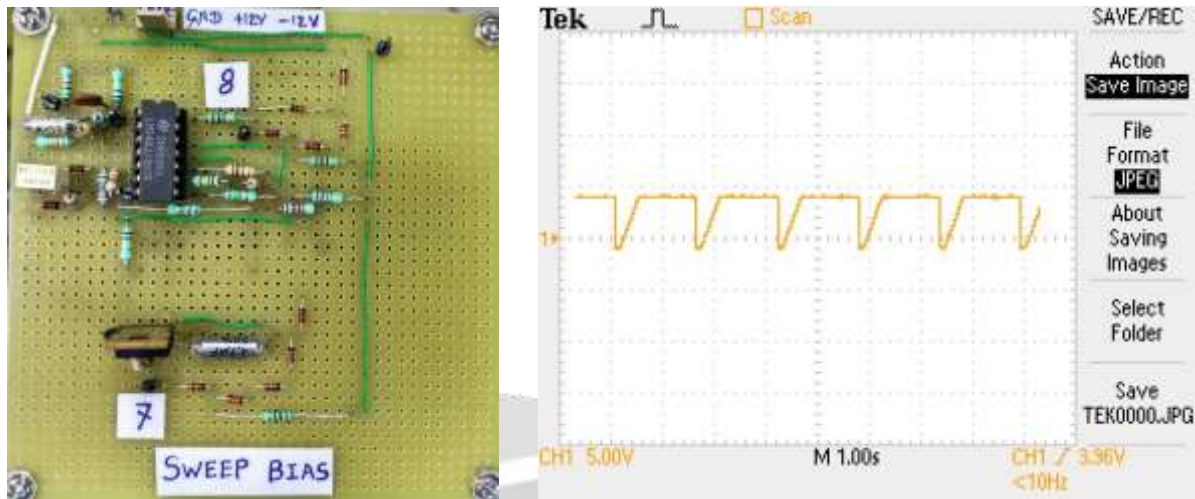 GND +12V -12V
8
7
SWEEP BIAS
Tek
Scan
SAVE/REC
Action
Save Image
File
Format
JPEG
About
Saving
Images
Select
Folder
Save
TEK0000.JPG
1
CH1 5.00V
M 1.00s
CH1 / 3.96V
<10Hz